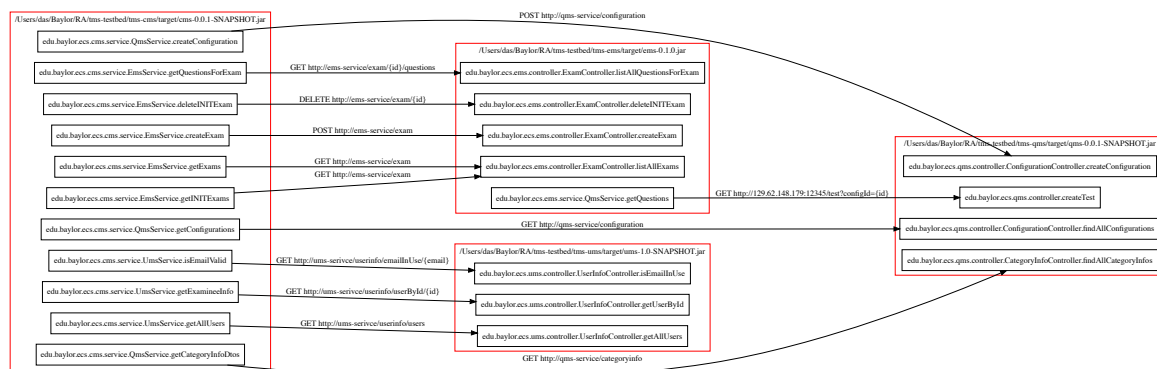 POST http://qms-service/configuration
/Users/das/Baylor/RA/tms-testbed/tms-cms/target/cms-0.0.1-SNAPSHOT.jar
edu.baylor.ecs.cms.service.QmsService.createConfiguration
/Users/das/Baylor/RA/tms-testbed/tms-ems/target/ems-0.1.0.jar
edu.baylor.ecs.cms.service.EmsService.getQuestionsForExam
GET http://ems-service/exam/{id}/questions
edu.baylor.ecs.ems.controller.ExamController.listAllQuestionsForExam
edu.baylor.ecs.cms.service.EmsService.deleteINITExam
DELETE http://ems-service/exam/{id}
edu.baylor.ecs.ems.controller.ExamController.deleteINITExam
edu.baylor.ecs.cms.service.EmsService.createExam
POST http://ems-service/exam
edu.baylor.ecs.ems.controller.ExamController.createExam
/Users/das/Baylor/RA/tms-testbed/tms-qms/target/qms-0.0.1-SNAPSHOT.jar
edu.baylor.ecs.cms.service.EmsService.getExams
GET http://ems-service/exam
edu.baylor.ecs.ems.controller.ExamController.listAllExams
edu.baylor.ecs.qms.controller.ConfigurationController.createConfiguration
GET http://ems-service/exam
edu.baylor.ecs.cms.service.EmsService.getINITExams
edu.baylor.ecs.ems.service.QmsService.getQuestions
GET http://129.62.148.179:12345/test?configId={id}
edu.baylor.ecs.qms.controller.createTest
edu.baylor.ecs.cms.service.QmsService.getConfigurations
GET http://qms-service/configuration
edu.baylor.ecs.qms.controller.ConfigurationController.findAllConfigurations
/Users/das/Baylor/RA/tms-testbed/tms-ums/target/ums-1.0-SNAPSHOT.jar
edu.baylor.ecs.cms.service.UmsService.isEmailValid
GET http://ums-serivce/userinfo/emailInUse/{email}
edu.baylor.ecs.ums.controller.UserInfoController.isEmailInUse
edu.baylor.ecs.qms.controller.CategoryInfoController.findAllCategoryInfos
edu.baylor.ecs.cms.service.UmsService.getExamineeInfo
GET http://ums-serivce/userinfo/userById/{id}
edu.baylor.ecs.ums.controller.UserInfoController.getUserById
edu.baylor.ecs.cms.service.UmsService.getAllUsers
GET http://ums-serivce/userinfo/users
edu.baylor.ecs.ums.controller.UserInfoController.getAllUsers
edu.baylor.ecs.cms.service.QmsService.getCategoryInfoDtos
GET http://qms-service/categoryinfo